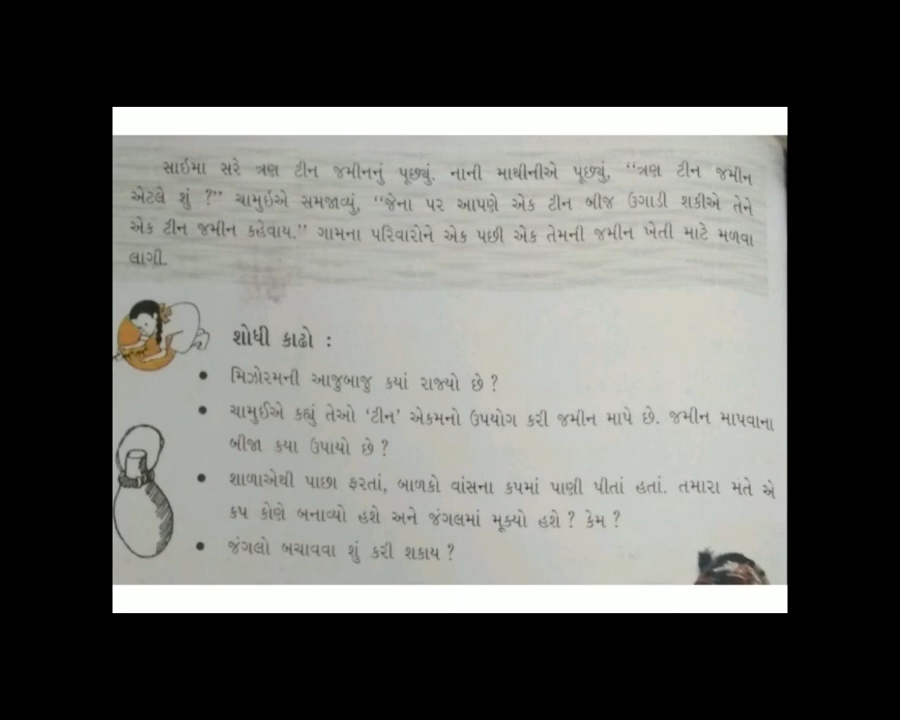 સાઈમા સરે ત્રણ ટીન જમીનનું પૂછ્યું. નાની માથીનીએ પૂછ્યું, “ત્રણ ટીન જમીન
એટલે શું ?” ચામુઈએ સમજાવ્યું, “જેના પર આપણે એક ટીન બીજ ઉગાડી શકીએ તેને
એક ટીન જમીન કહેવાય.” ગામના પરિવારોને એક પછી એક તેમની જમીન ખેતી માટે મળવા
લાગી.
શોધી કાઢો :
• મિઝોરમની આજુબાજુ કયાં રાજ્યો છે ?
• ચામુઈએ કહ્યું તેઓ ‘ટીન’ એકમનો ઉપયોગ કરી જમીન માપે છે. જમીન માપવાના
બીજા કયા ઉપાયો છે ?
• શાળાએથી પાછા ફરતાં, બાળકો વાંસના કપમાં પાણી પીતાં હતાં. તમારા મતે એ
કપ કોણે બનાવ્યો હશે અને જંગલમાં મૂક્યો હશે ? કેમ ?
• જંગલો બચાવવા શું કરી શકાય ?